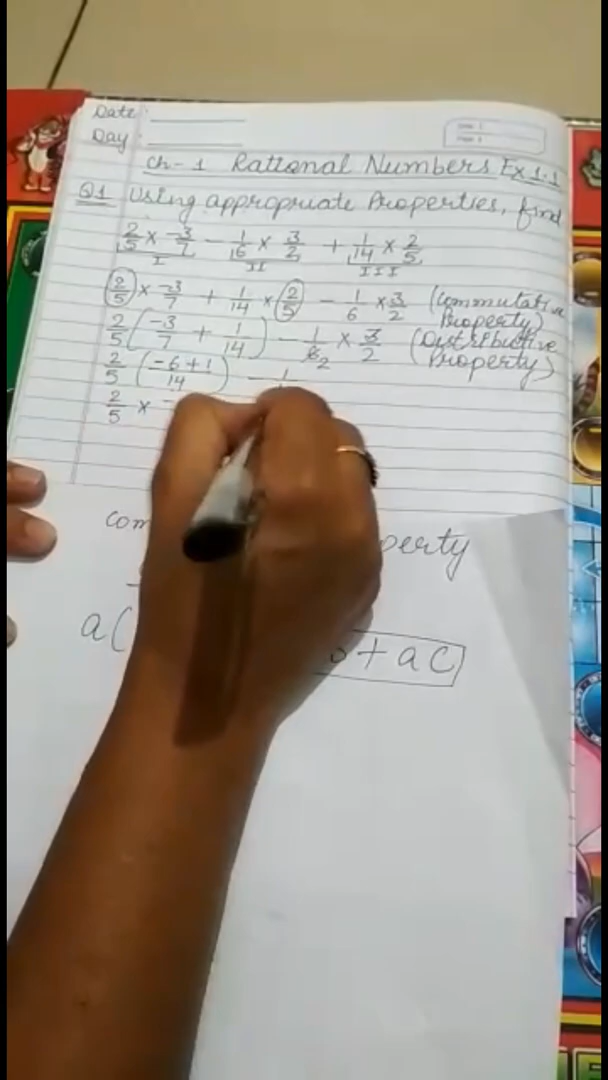 Date :
Day :
Ch-1 Rational Numbers Ex 1.1
Q1 Using appropriate Properties, find
2/5 × -3/7 - 1/6 × 3/2 + 1/14 × 2/5
I II III
2/5 × -3/7 + 1/14 × 2/5 - 1/6 × 3/2 (Commutative Property)
2/5 (-3/7 + 1/14) - 1/6 2 × 3/2 (Distributive Property)
2/5 (-6+1/14) - 1
2/5 ×
com perty
a( + ac